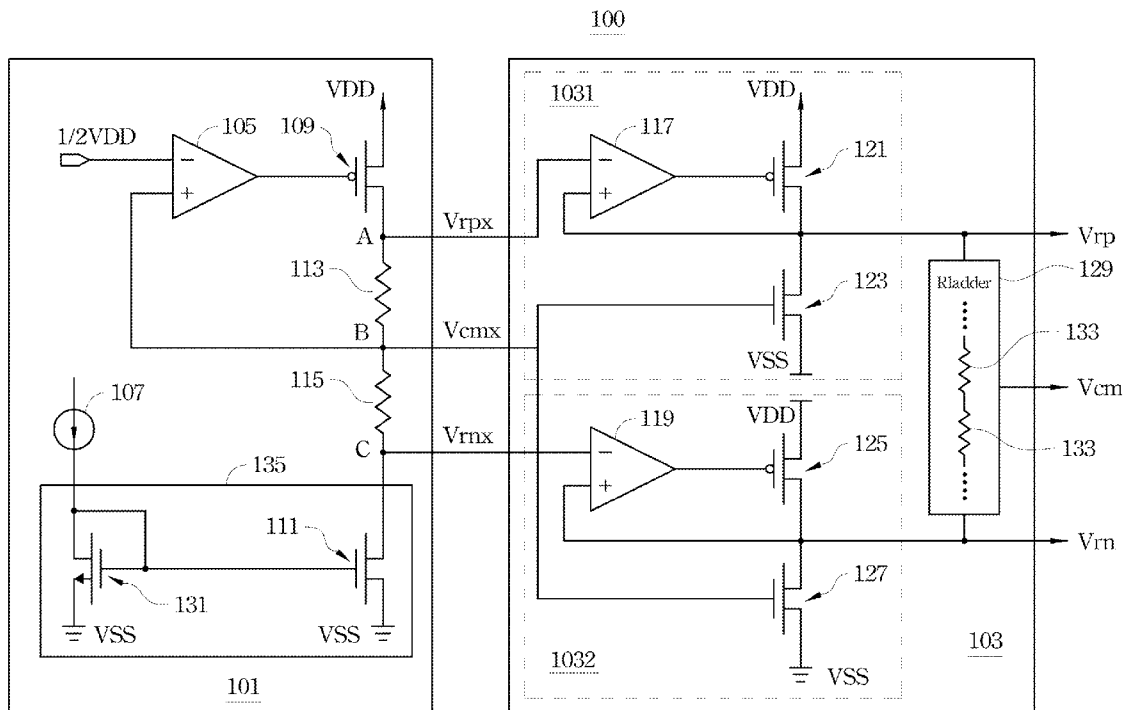 100
1031
VDD
VDD
1/2VDD
105
109
117
121
−
+
−
+
A
Vrpx
Vrp
129
113
Rladder
123
133
B
Vcmx
VSS
Vcm
115
107
119
VDD
C
Vrnx
125
−
+
133
135
Vrn
111
127
131
VSS
VSS
1032
VSS
103
101